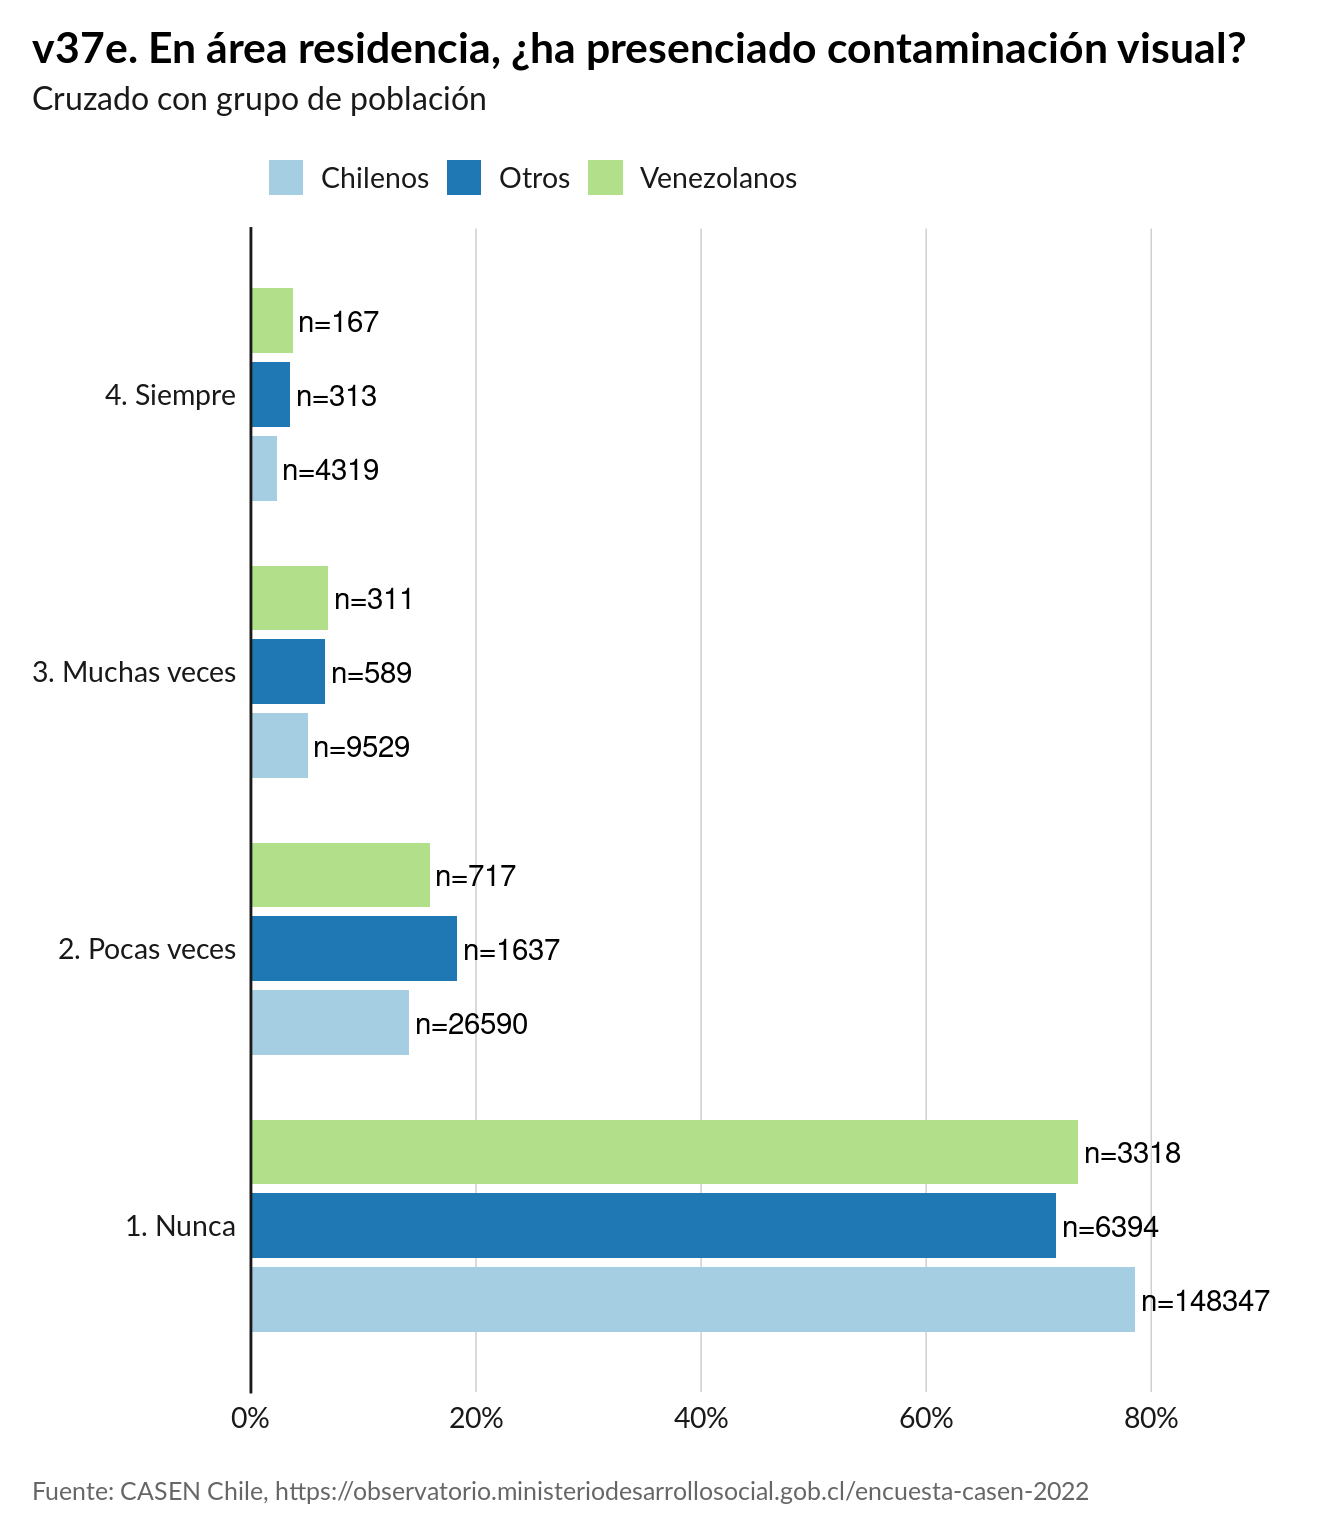 v37e. En área residencia, ¿ha presenciado contaminación visual?
Cruzado con grupo de población
Chilenos Otros Venezolanos
n=167
4. Siempre n=313
n=4319
n=311
3. Muchas veces n=589
n=9529
n=717
2. Pocas veces n=1637
n=26590
n=3318
1. Nunca n=6394
n=148347
0% 20% 40% 60% 80%
Fuente: CASEN Chile, https://observatorio.ministeriodesarrollosocial.gob.cl/encuesta-casen-2022